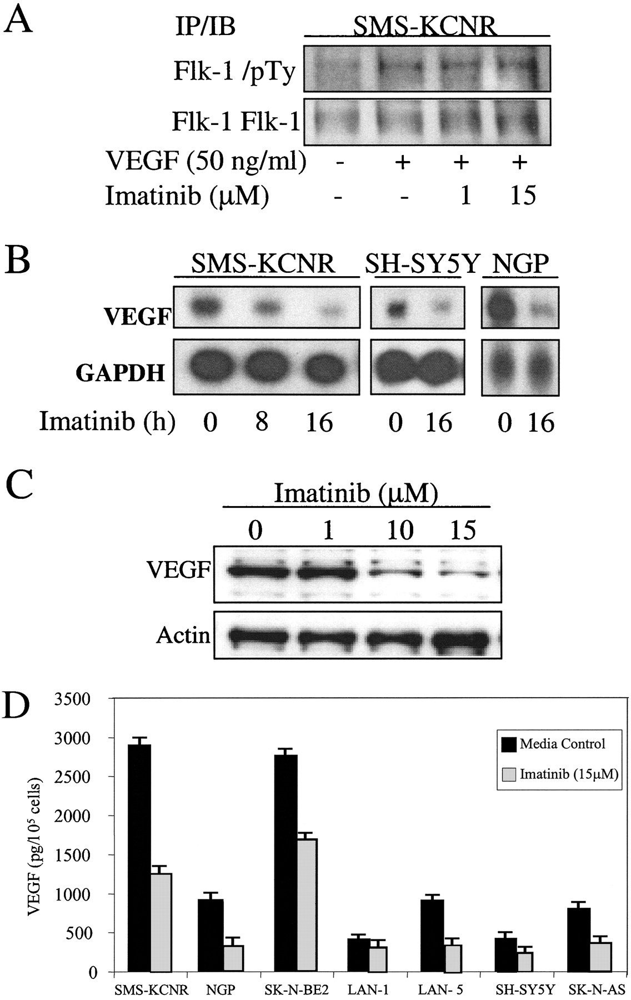 A
IP/IB SMS-KCNR
Flk-1 /pTy
Flk-1 Flk-1
VEGF (50 ng/ml) - + + +
Imatinib (µM) - - 1 15
B
SMS-KCNR SH-SY5Y NGP
VEGF
GAPDH
Imatinib (h) 0 8 16 0 16 0 16
C
Imatinib (µM)
0 1 10 15
VEGF
Actin
D
3500
3000
2500
2000
1500
1000
500
0
VEGF (pg/10⁵ cells)
Media Control
Imatinib (15µM)
SMS-KCNR NGP SK-N-BE2 LAN-1 LAN- 5 SH-SY5Y SK-N-AS